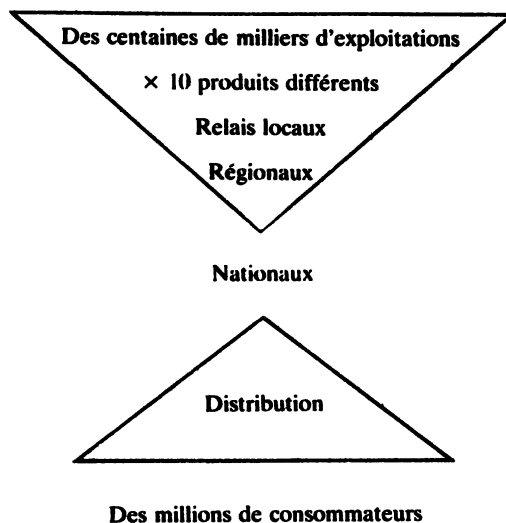 Des centaines de milliers d'exploitations
× 10 produits différents
Relais locaux
Régionaux
Nationaux
Distribution
Des millions de consommateurs